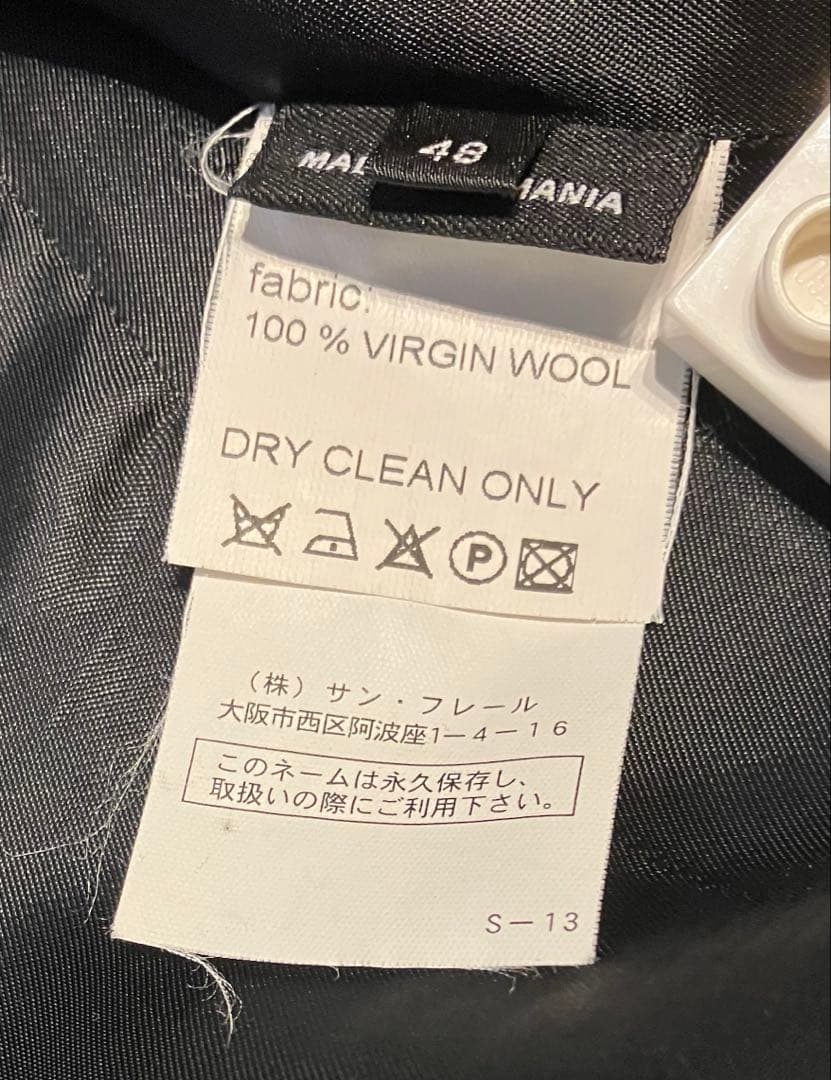 48
fabric:
100 % VIRGIN WOOL
DRY CLEAN ONLY
P
(株) サン・フレール
大阪市西区阿波座1-4-16
このネームは永久保存し、
取扱いの際にご利用下さい。
S-13